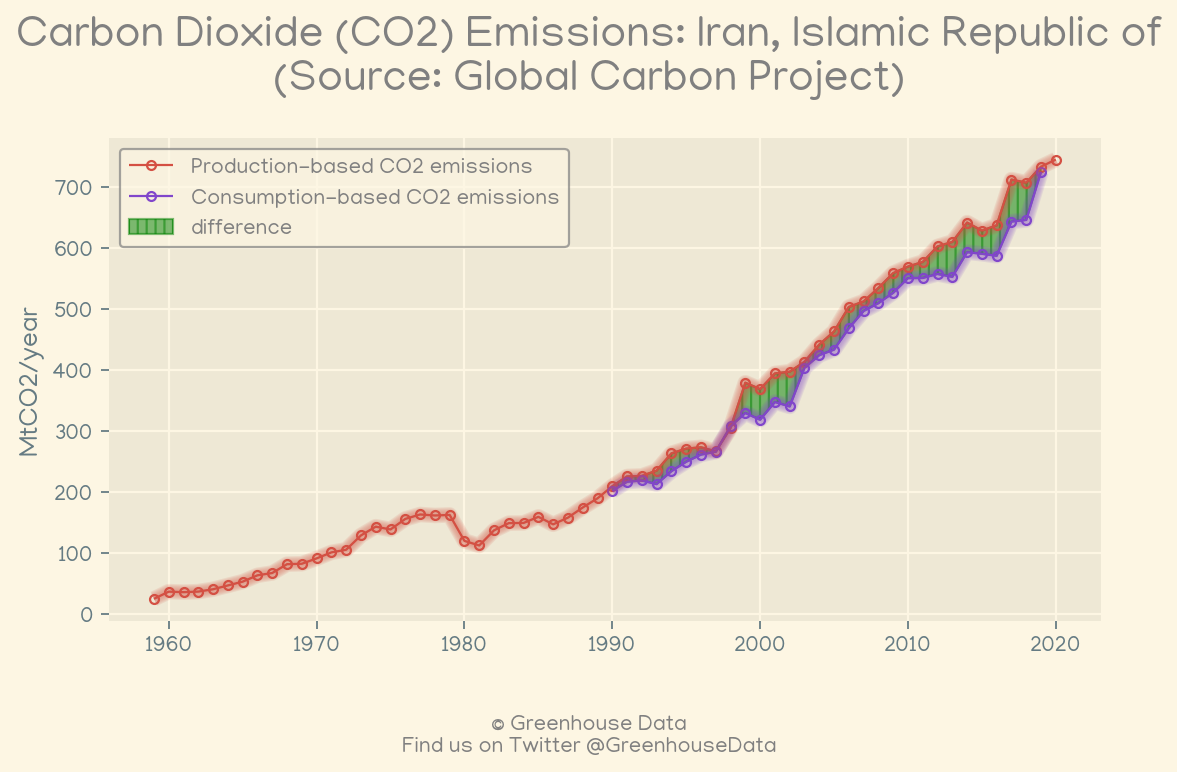 Carbon Dioxide (CO2) Emissions: Iran, Islamic Republic of
(Source: Global Carbon Project)
Production-based CO2 emissions
Consumption-based CO2 emissions
difference
MtCO2/year
700
600
500
400
300
200
100
0
1960 1970 1980 1990 2000 2010 2020
© Greenhouse Data
Find us on Twitter @GreenhouseData